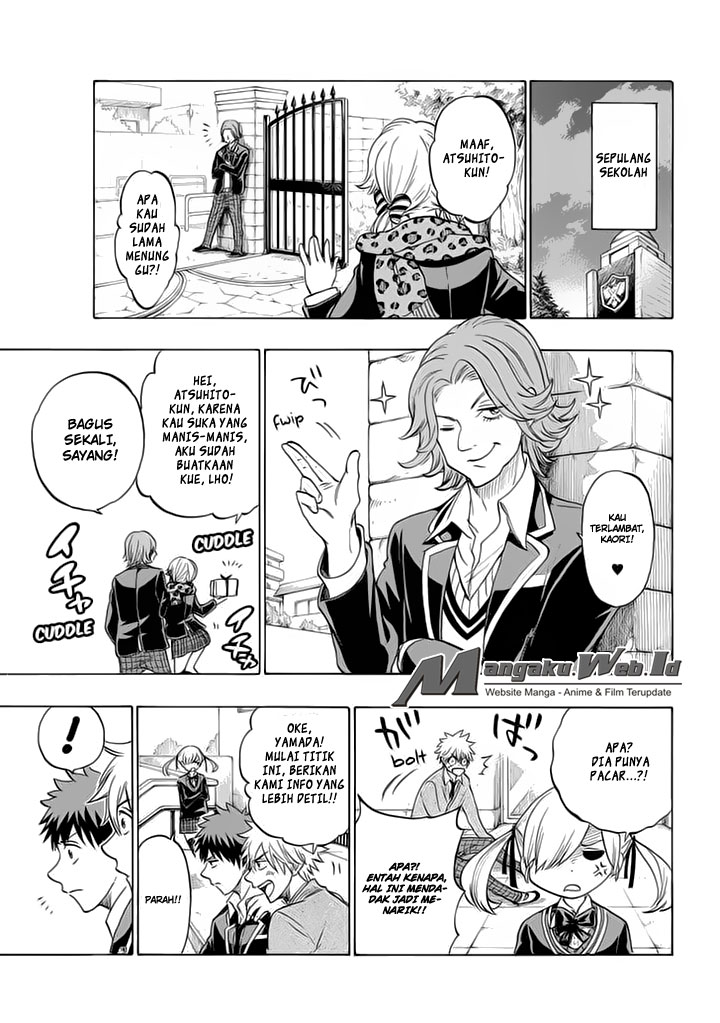 SEPULANG
SEKOLAH
MAAF,
ATSUHITO-
KUN!
APA
KAU
SUDAH
LAMA
MENUNG
GU?!
びっ
FWIP
KAU
TERLAMBAT,
KAORI!
♥
HEI,
ATSUHITO-
KUN, KARENA
KAU SUKA YANG
MANIS-MANIS,
AKU SUDAH
BUATKAAN
KUE, LHO!
BAGUS
SEKALI,
SAYANG!
CUDDLE
イチャ
イチャ
CUDDLE
Mangaku.Web.Id
Website Manga - Anime & Film Terupdate
APA?
DIA PUNYA
PACAR...?!
がばっ
bolt
APA?!
ENTAH KENAPA,
HAL INI MENDA-
DAK JADI ME-
NARIK!!
OKE,
YAMADA!
MULAI TITIK
INI, BERIKAN
KAMI INFO YANG
LEBIH DETIL!!
PARAH!!
!